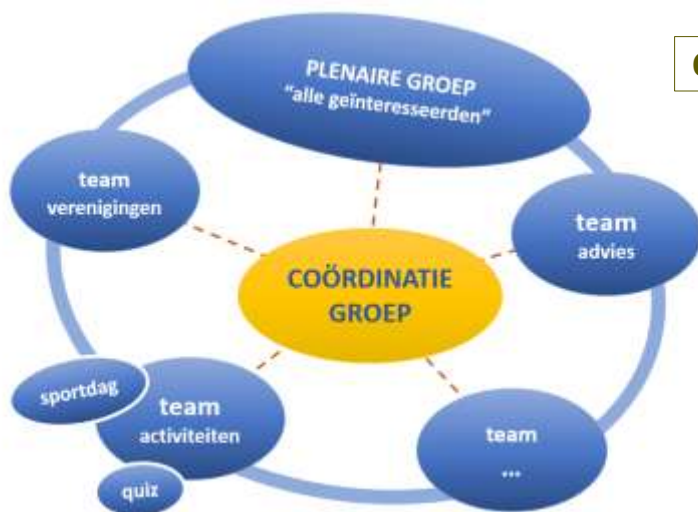 PLENAIRE GROEP
"alle geïnteresseerden"
team
verenigingen
team
advies
COÖRDINATIE
GROEP
sportdag
team
activiteiten
team
...
quiz